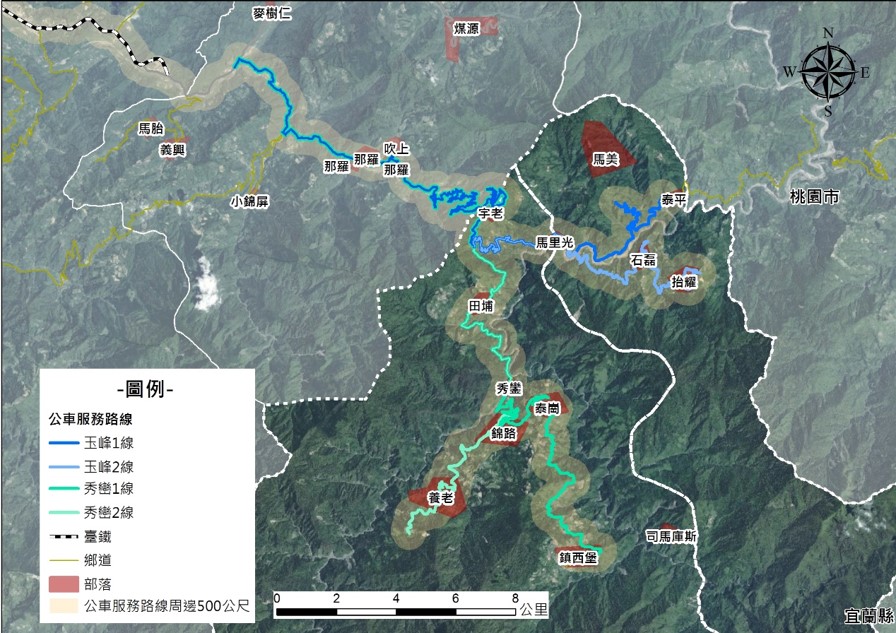 麥樹仁
煤源
N
W
E
S
馬胎
義興
吹上
那羅
那羅
那羅
馬美
小錦屏
宇老
泰平
桃園市
馬里光
石磊
抬耀
田埔
秀巒
泰崗
錦路
養老
司馬庫斯
鎮西堡
宜蘭縣
-圖例-
公車服務路線
玉峰1線
玉峰2線
秀巒1線
秀巒2線
臺鐵
鄉道
部落
公車服務路線周邊500公尺
0 2 4 6 8
公里